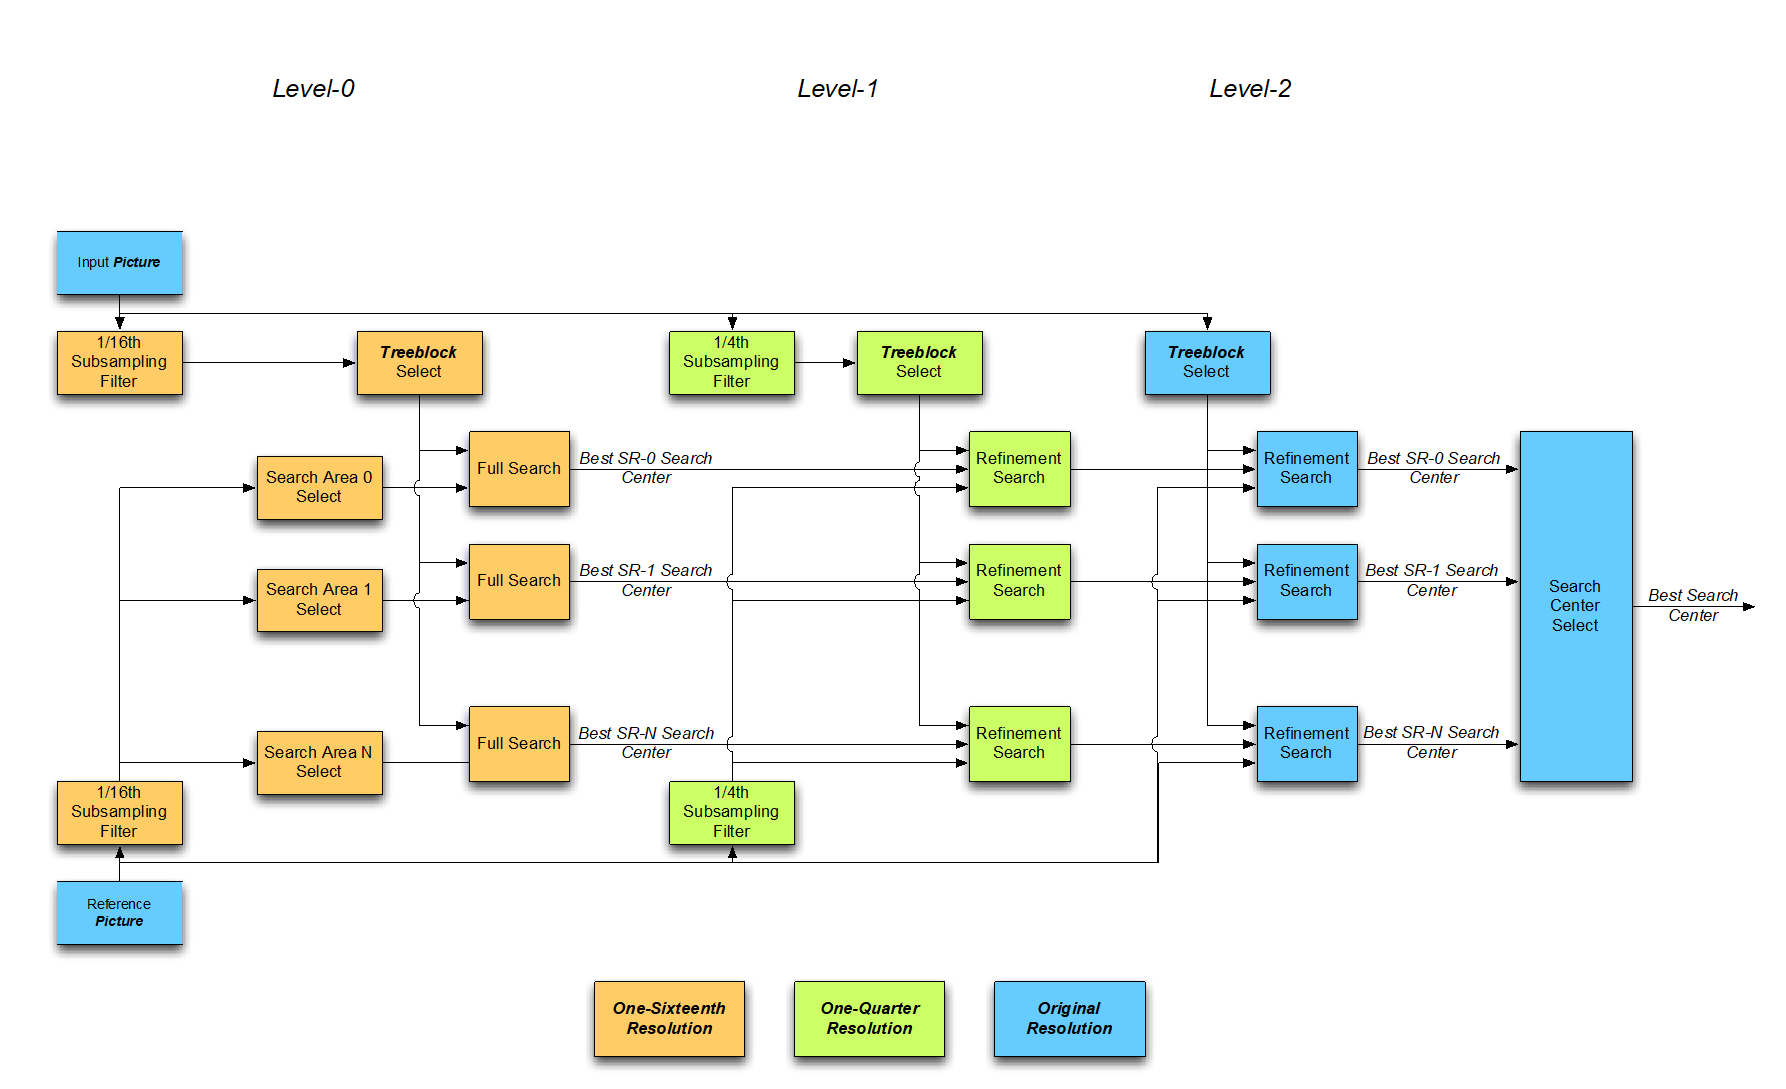 Level-0
Level-1
Level-2
Input Picture
1/16th
Subsampling
Filter
Treeblock
Select
1/4th
Subsampling
Filter
Treeblock
Select
Treeblock
Select
Search Area 0
Select
Full Search
Best SR-0 Search
Center
Refinement
Search
Refinement
Search
Best SR-0 Search
Center
Search Area 1
Select
Full Search
Best SR-1 Search
Center
Refinement
Search
Refinement
Search
Best SR-1 Search
Center
Search
Center
Select
Best Search
Center
Search Area N
Select
Full Search
Best SR-N Search
Center
Refinement
Search
Refinement
Search
Best SR-N Search
Center
1/16th
Subsampling
Filter
1/4th
Subsampling
Filter
Reference
Picture
One-Sixteenth
Resolution
One-Quarter
Resolution
Original
Resolution